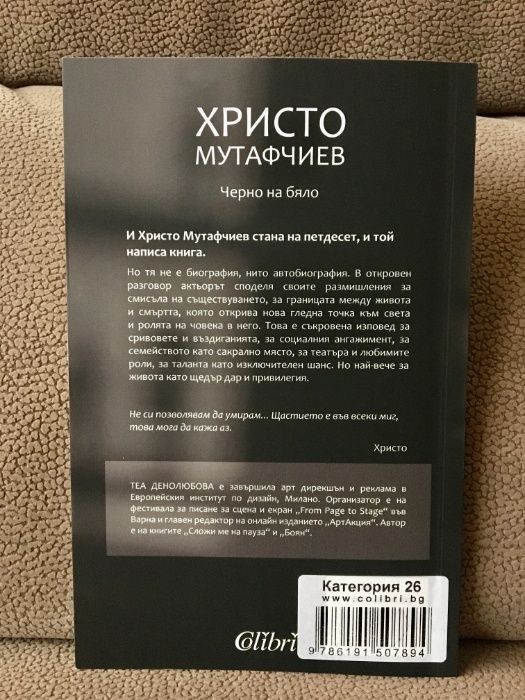 ХРИСТО
МУТАФЧИЕВ
Черно на бяло
И Христо Мутафчиев стана на петдесет, и той
написа книга.
Но тя не е биография, нито автобиография. В откровен
разговор актьорът споделя своите размишления за
смисъла на съществуването, за границата между живота
и смъртта, която открива нова гледна точка към света
и ролята на човека в него. Това е съкровена изповед за
сривовете и въздиганията, за социалния ангажимент, за
семейството като сакрално място, за театъра и любимите
роли, за таланта като изключителен шанс. Но най-вече за
живота като щедър дар и привилегия.
Не си позволявам да умирам... Щастието е във всеки миг,
това мога да кажа аз.
Христо
ТЕА ДЕНОЛЮБОВА е завършила арт дирекшън и реклама в
Европейския институт по дизайн, Милано. Организатор е на
фестивала за писане за сцена и екран „From Page to Stage“ във
Варна и главен редактор на онлайн изданието „АртАкция“. Автор
е на книгите „Сложи ме на пауза“ и „Боян“.
Категория 26
www.colibri.bg
9 786191 507894
Colibri